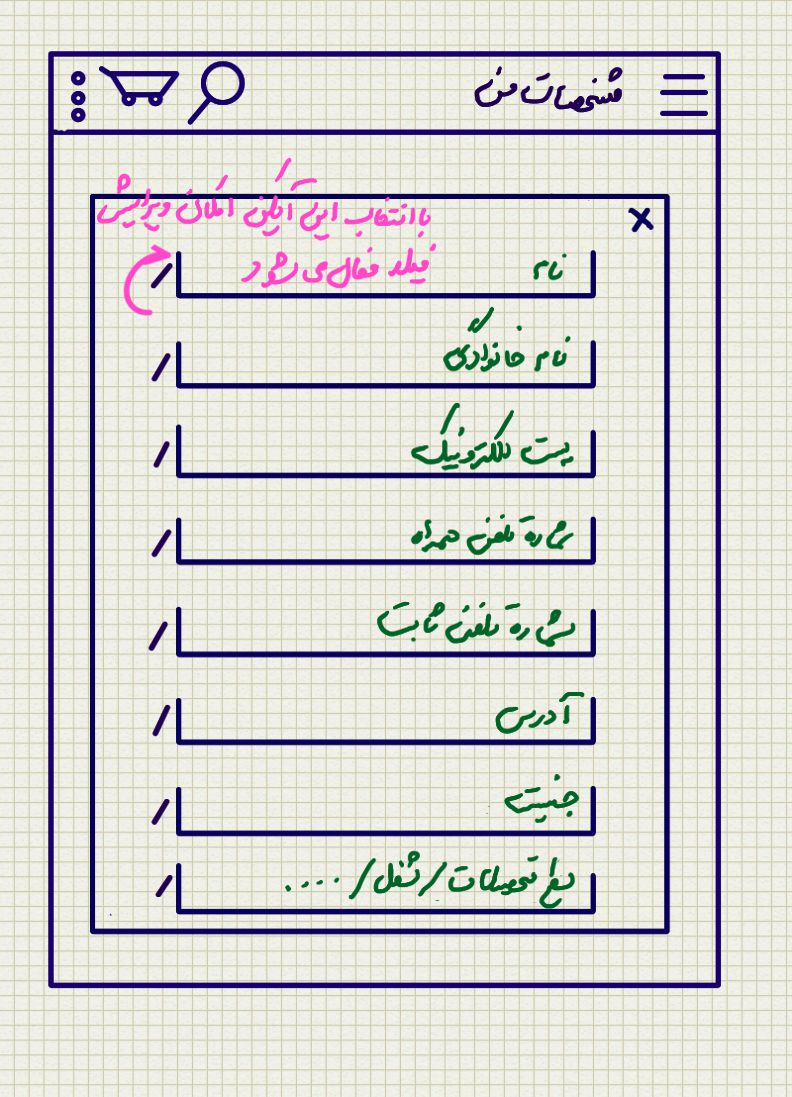 مشخصات من
با انتخاب این آیکن امکان ویرایش
فیلد فعال می شود
نام
نام خانوادگی
پست الکترونیک
شماره تلفن همراه
شماره تلفن ثابت
آدرس
جنسیت
سطح تحصیلات / شغل / ....